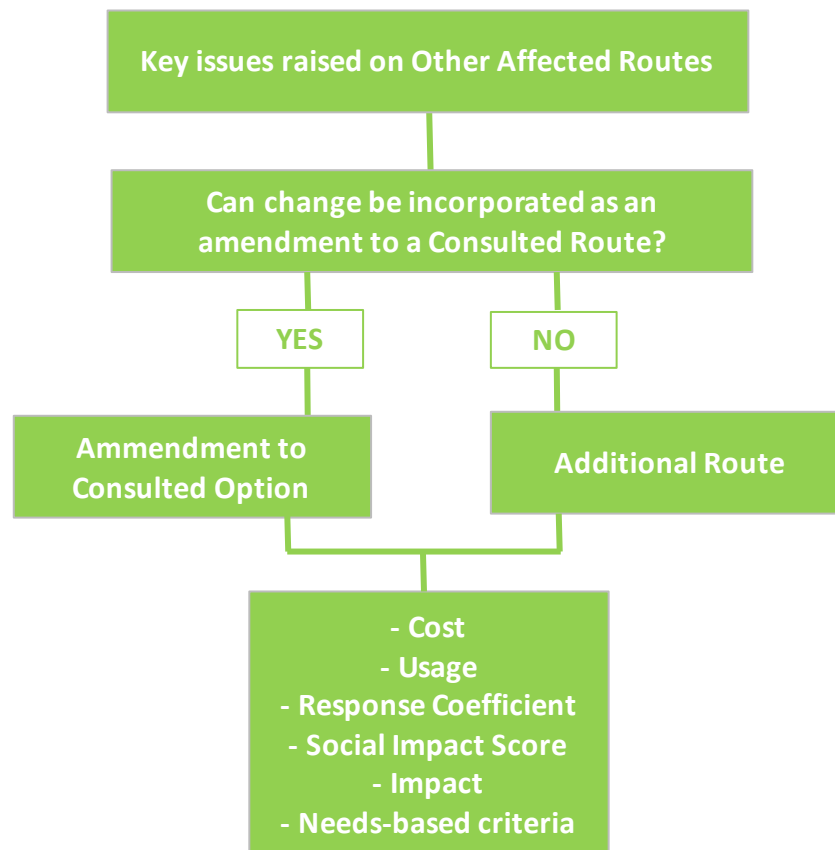 Key issues raised on Other Affected Routes
Can change be incorporated as an
amendment to a Consulted Route?
YES
NO
Ammendment to
Consulted Option
Additional Route
- Cost
- Usage
- Response Coefficient
- Social Impact Score
- Impact
- Needs-based criteria